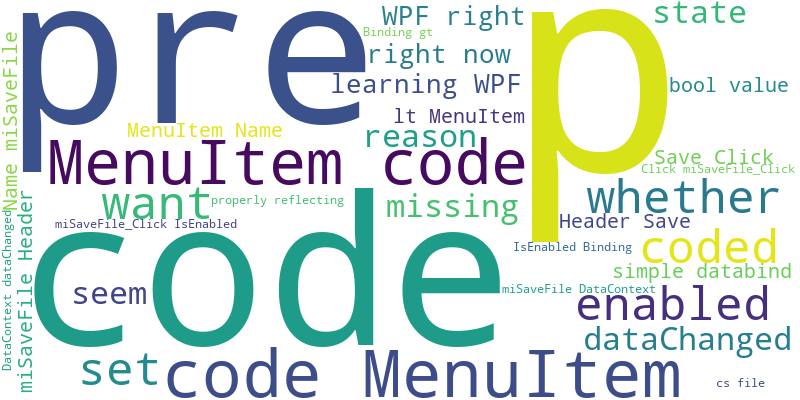 pre
p
WPF right
state
Binding gt
right now
learning WPF
bool value
lt MenuItem
MenuItem Name
reason
MenuItem code
Save Click
Click miSaveFile_Click
want
properly reflecting
missing
whether
miSaveFile_Click IsEnabled
Header Save
code
IsEnabled Binding
coded
simple databind
seem
miSaveFile DataContext
enabled
dataChanged
set
code MenuItem
cs file
Name miSaveFile
miSaveFile Header
DataContext dataChanged